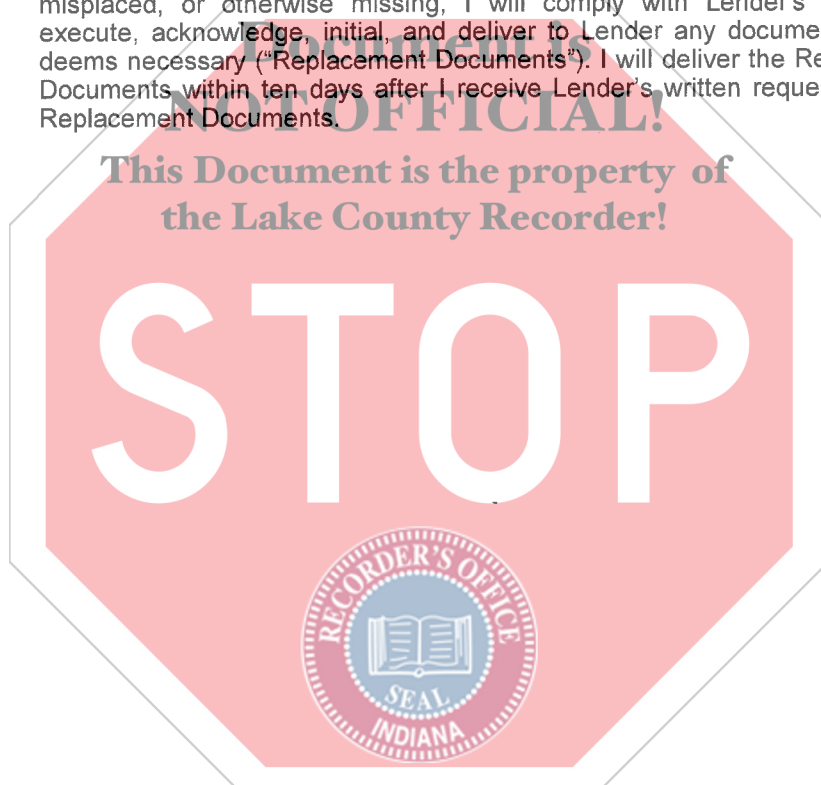 misplaced, or otherwise missing, I will comply with Lender's
execute, acknowledge, initial, and deliver to Lender any docume
deems necessary ("Replacement Documents"). I will deliver the Re
Documents within ten days after I receive Lender's written reque
Replacement Documents.
Document is
NOT OFFICIAL!
This Document is the property of
the Lake County Recorder!
STOP
RECORDER'S OFFICE
SEAL
INDIANA